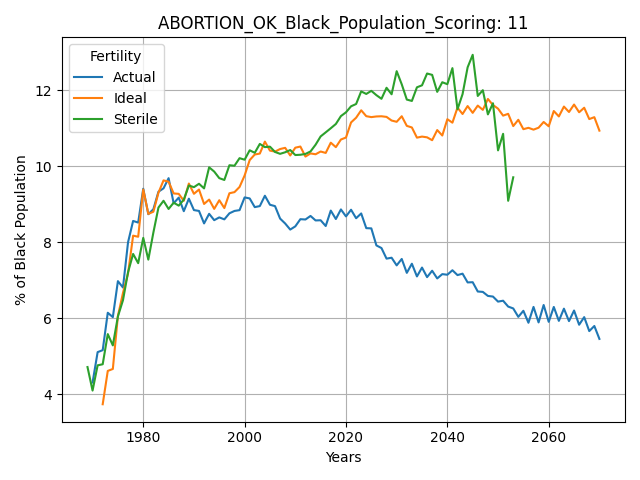 ABORTION_OK_Black_Population_Scoring: 11
Fertility
Actual
Ideal
Sterile
% of Black Population
12
10
8
6
4
1980 2000 2020 2040 2060
Years